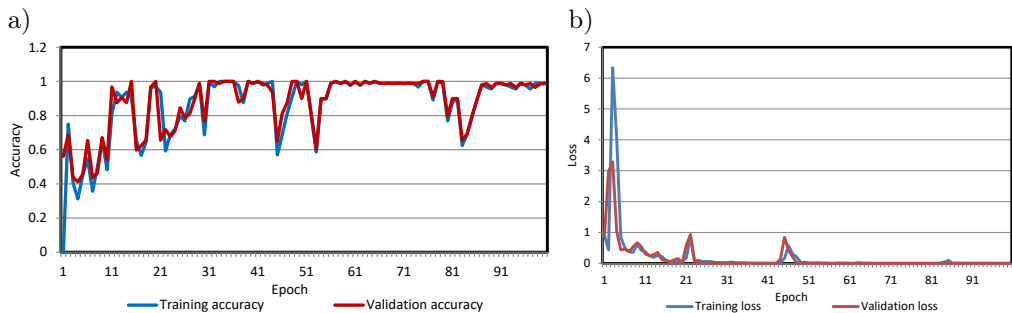 a)
1.2
1
0.8
0.6
0.4
0.2
0
Accuracy
1 11 21 31 41 51 61 71 81 91
Epoch
Training accuracy Validation accuracy
b)
7
6
5
4
3
2
1
0
Loss
1 11 21 31 41 51 61 71 81 91
Epoch
Training loss Validation loss